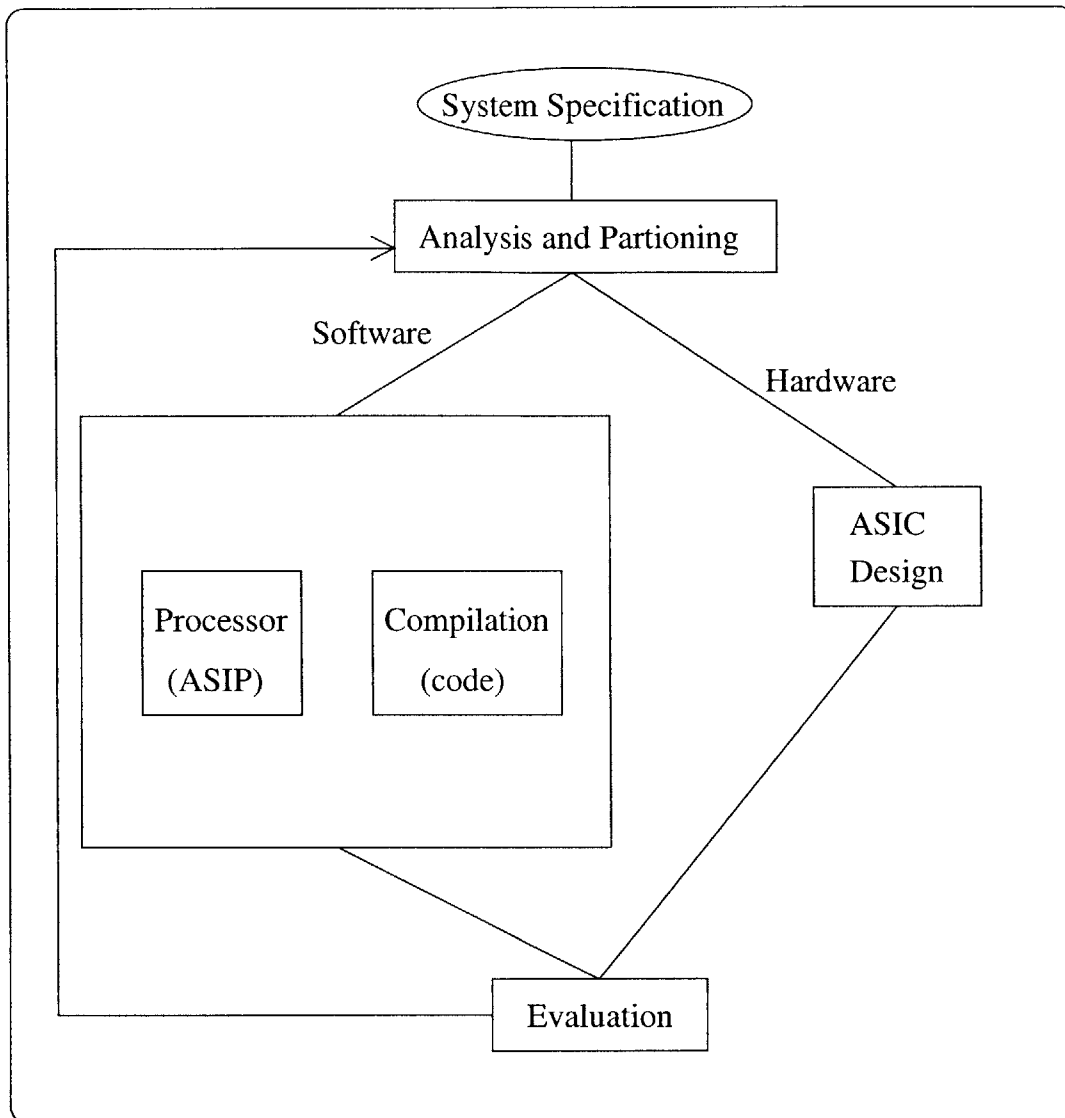 System Specification
Analysis and Partioning
Software
Hardware
ASIC
Design
Processor
(ASIP)
Compilation
(code)
Evaluation